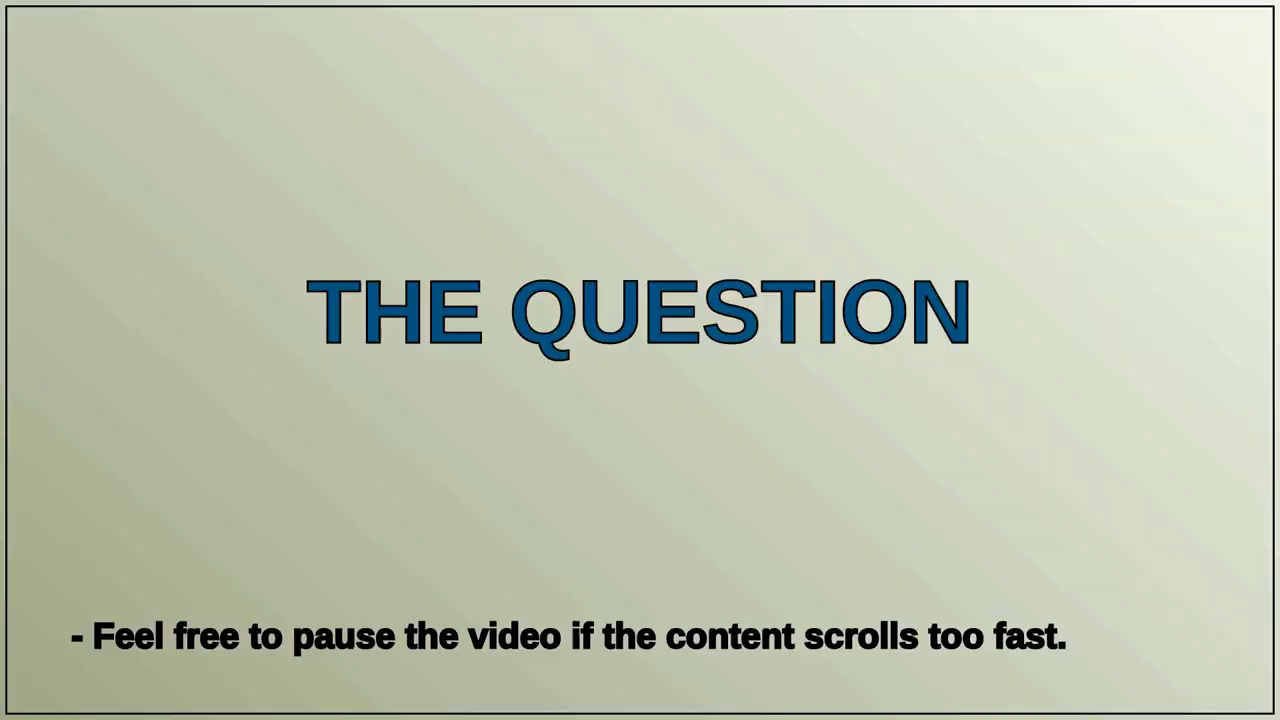 THE QUESTION
- Feel free to pause the video if the content scrolls too fast.